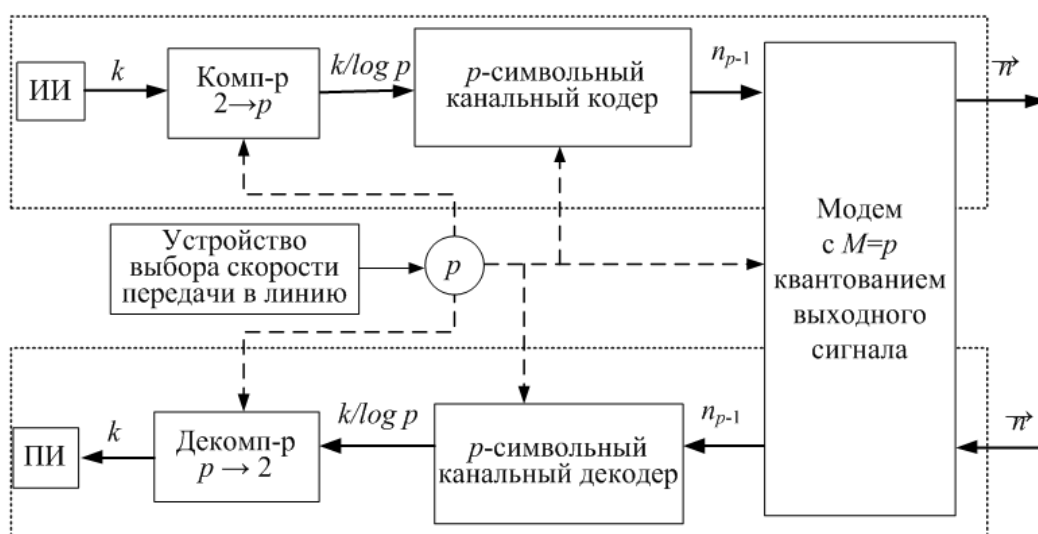 ИИ
k
Комп-р
2→p
k/log p
p-символьный
канальный кодер
n_{p-1}
n⃗
Устройство
выбора скорости
передачи в линию
p
Модем
с M=p
квантованием
выходного
сигнала
ПИ
k
Декомп-р
p → 2
k/log p
p-символьный
канальный декодер
n_{p-1}
n⃗